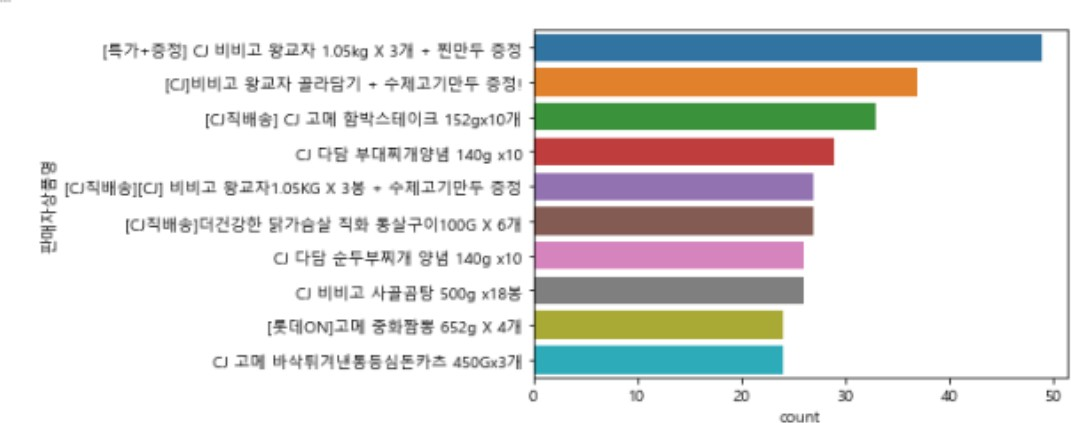 [특가+증정] CJ 비비고 왕교자 1.05kg X 3개 + 찐만두 증정
[CJ]비비고 왕교자 골라담기 + 수제고기만두 증정!
[CJ직배송] CJ 고메 함박스테이크 152gx10개
CJ 다담 부대찌개양념 140g x10
[CJ직배송][CJ] 비비고 왕교자1.05KG X 3봉 + 수제고기만두 증정
[CJ직배송]더건강한 닭가슴살 직화 통살구이100G X 6개
CJ 다담 순두부찌개 양념 140g x10
CJ 비비고 사골곰탕 500g x18봉
[롯데ON]고메 중화짬뽕 652g X 4개
CJ 고메 바삭튀겨낸통등심돈카츠 450Gx3개
판매자상품명
0 10 20 30 40 50
count